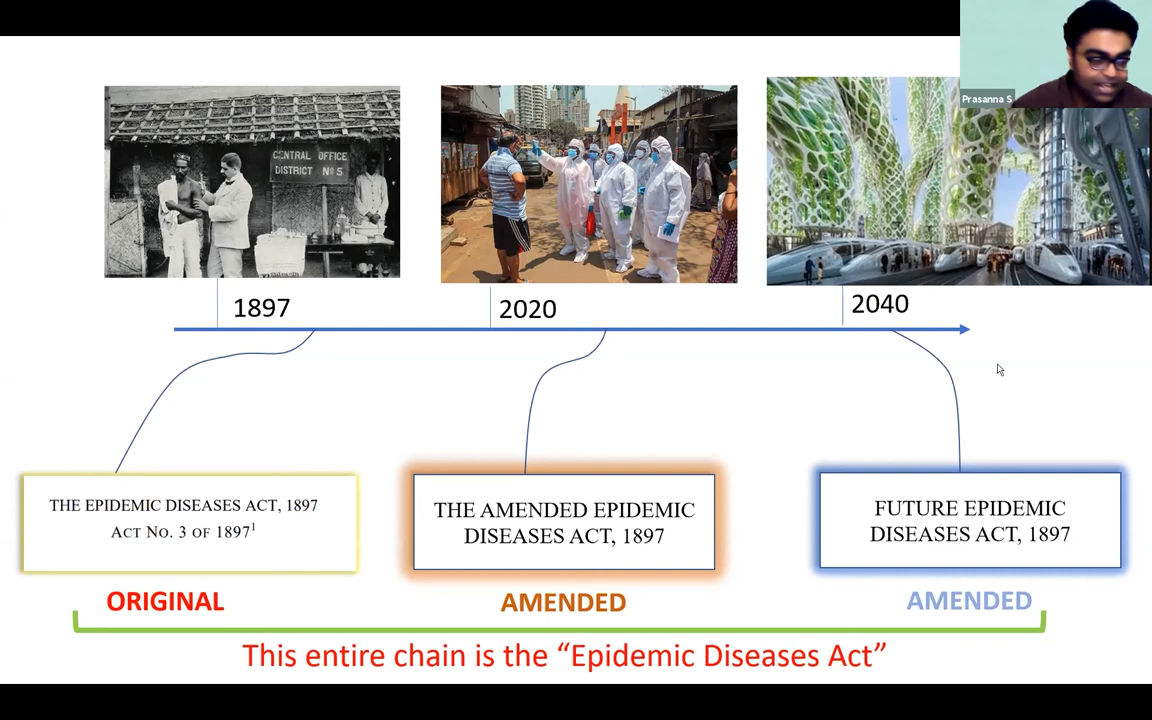 Prasanna S
CENTRAL OFFICE
DISTRICT Nº 5
1897
2020
2040
THE EPIDEMIC DISEASES ACT, 1897
ACT NO. 3 OF 1897¹
THE AMENDED EPIDEMIC
DISEASES ACT, 1897
FUTURE EPIDEMIC
DISEASES ACT, 1897
ORIGINAL
AMENDED
AMENDED
This entire chain is the “Epidemic Diseases Act”